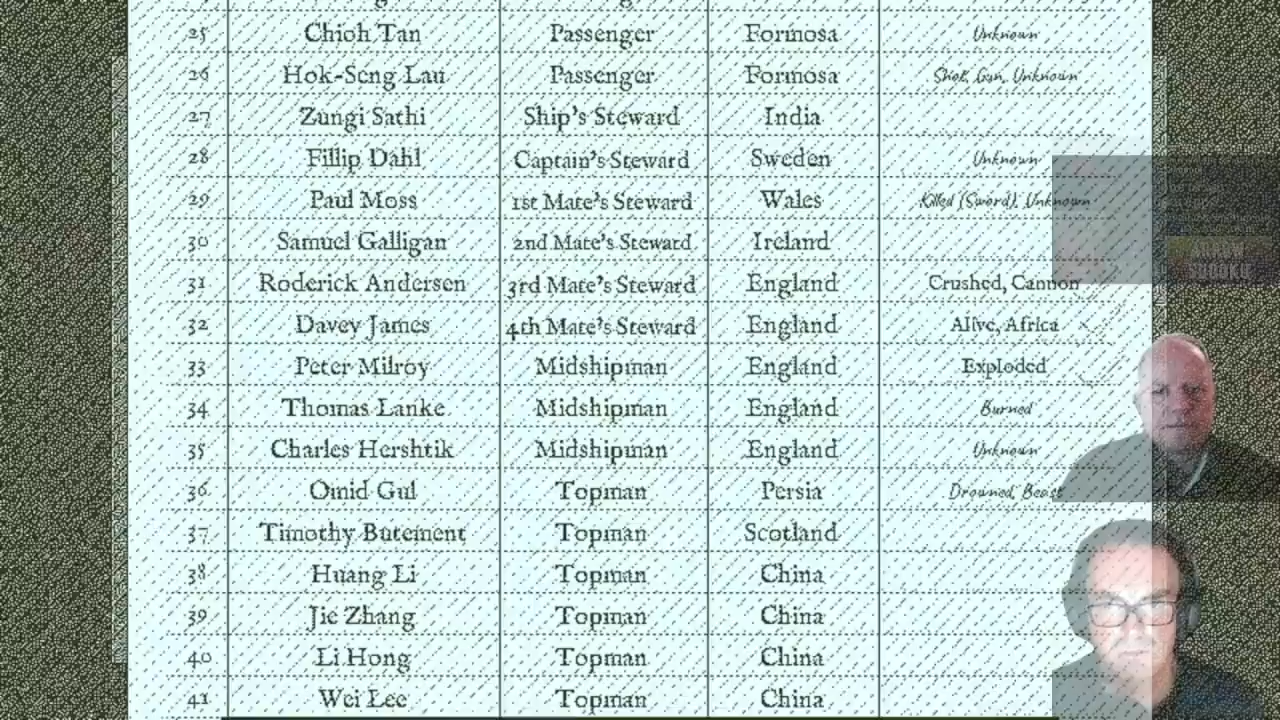 25 Chioh Tan Passenger Formosa Unknown
26 Hok-Seng Lau Passenger Formosa Shot, Gun, Unknown
27 Zungi Sathi Ship's Steward India
28 Fillip Dahl Captain's Steward Sweden Unknown
29 Paul Moss 1st Mate's Steward Wales Killed (Sword), Unknown
30 Samuel Galligan 2nd Mate's Steward Ireland
31 Roderick Andersen 3rd Mate's Steward England Crushed, Cannon
32 Davey James 4th Mate's Steward England Alive, Africa
33 Peter Milroy Midshipman England Exploded
34 Thomas Lanke Midshipman England Burned
35 Charles Hershtik Midshipman England Unknown
36 Omid Gul Topman Persia Drowned, Beast
37 Timothy Butement Topman Scotland
38 Huang Li Topman China
39 Jie Zhang Topman China
40 Li Hong Topman China
41 Wei Lee Topman China